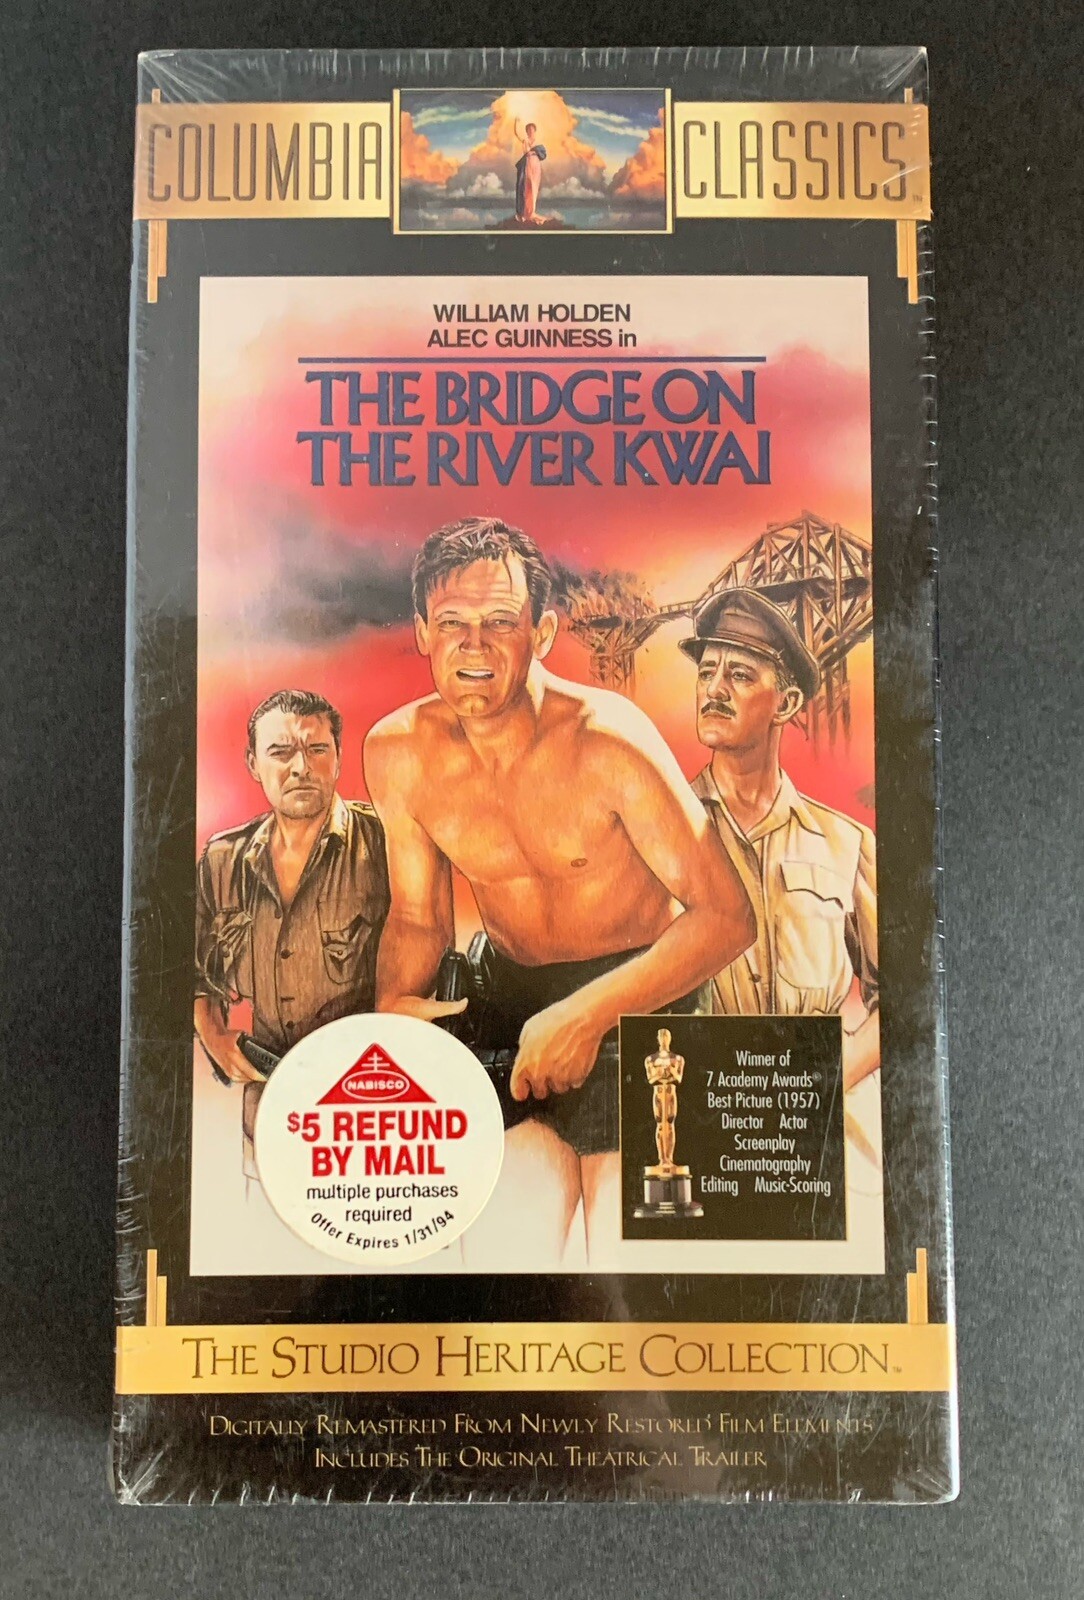 COLUMBIA CLASSICS™
WILLIAM HOLDEN
ALEC GUINNESS in
THE BRIDGE ON
THE RIVER KWAI
NABISCO
$5 REFUND
BY MAIL
multiple purchases
required
Offer Expires 1/31/94
Winner of
7 Academy Awards®
Best Picture (1957)
Director Actor
Screenplay
Cinematography
Editing Music-Scoring
THE STUDIO HERITAGE COLLECTION™
DIGITALLY REMASTERED FROM NEWLY RESTORED FILM ELEMENTS
INCLUDES THE ORIGINAL THEATRICAL TRAILER